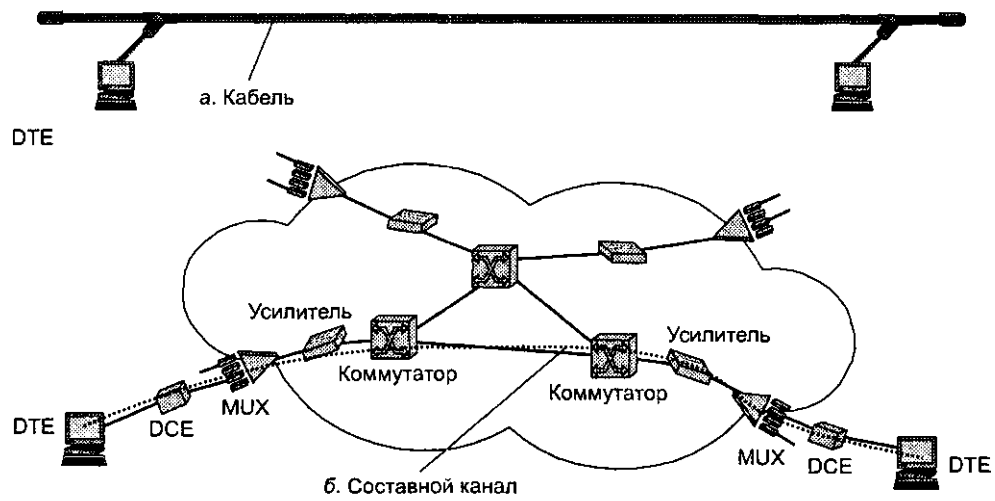 а. Кабель
DTE
Усилитель
Усилитель
Коммутатор
Коммутатор
MUX
DTE
DCE
MUX
DCE
DTE
б. Составной канал